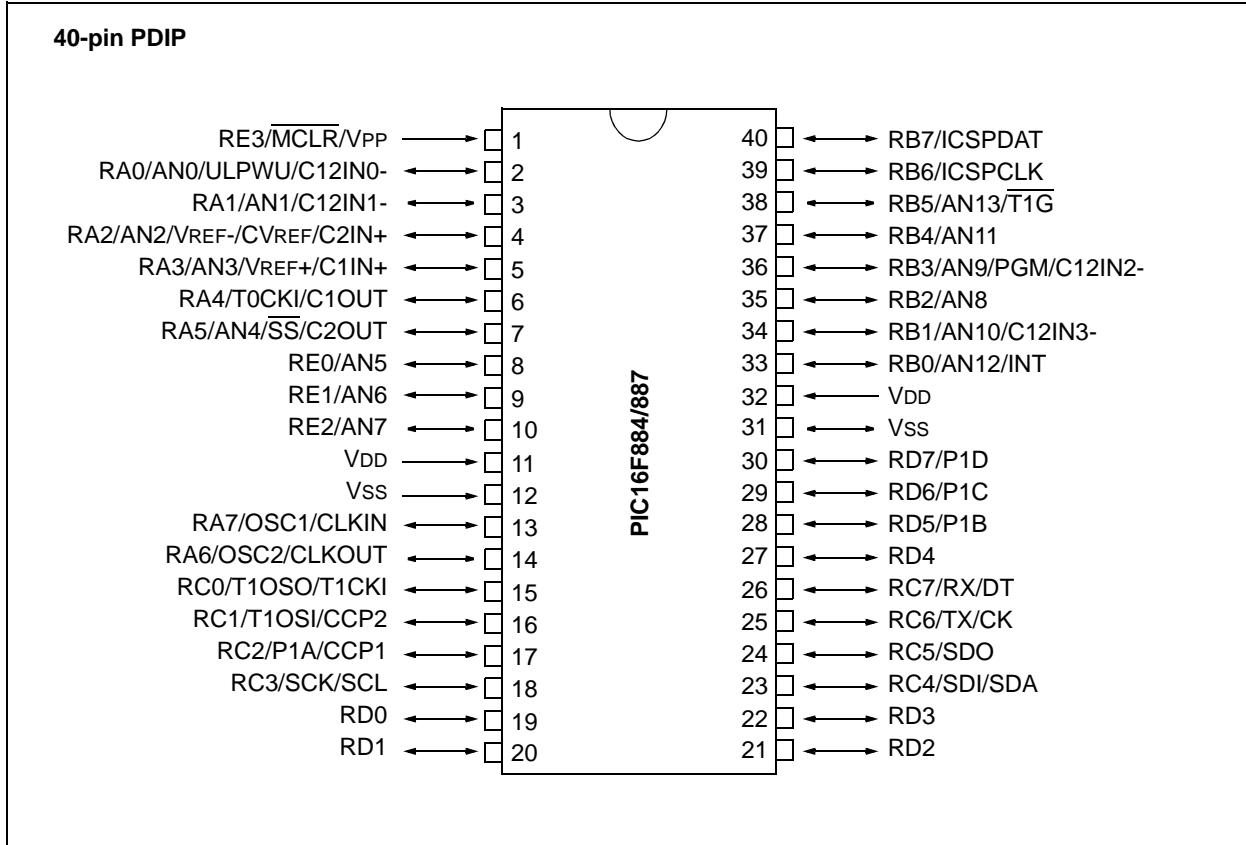 40-pin PDIP
RE3/MCLR/VPP 1 40 RB7/ICSPDAT
RA0/AN0/ULPWU/C12IN0- 2 39 RB6/ICSPCLK
RA1/AN1/C12IN1- 3 38 RB5/AN13/T1G
RA2/AN2/VREF-/CVREF/C2IN+ 4 37 RB4/AN11
RA3/AN3/VREF+/C1IN+ 5 36 RB3/AN9/PGM/C12IN2-
RA4/T0CKI/C1OUT 6 35 RB2/AN8
RA5/AN4/SS/C2OUT 7 34 RB1/AN10/C12IN3-
RE0/AN5 8 33 RB0/AN12/INT
RE1/AN6 9 32 VDD
RE2/AN7 10 31 VSS
VDD 11 30 RD7/P1D
VSS 12 29 RD6/P1C
RA7/OSC1/CLKIN 13 28 RD5/P1B
RA6/OSC2/CLKOUT 14 27 RD4
RC0/T1OSO/T1CKI 15 26 RC7/RX/DT
RC1/T1OSI/CCP2 16 25 RC6/TX/CK
RC2/P1A/CCP1 17 24 RC5/SDO
RC3/SCK/SCL 18 23 RC4/SDI/SDA
RD0 19 22 RD3
RD1 20 21 RD2
PIC16F884/887